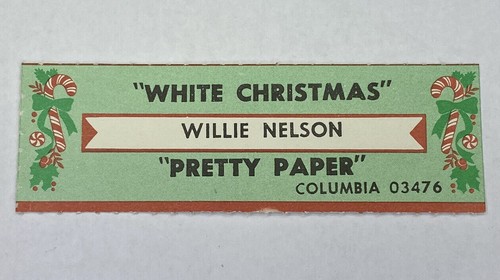 "WHITE CHRISTMAS"
WILLIE NELSON
"PRETTY PAPER"
COLUMBIA 03476